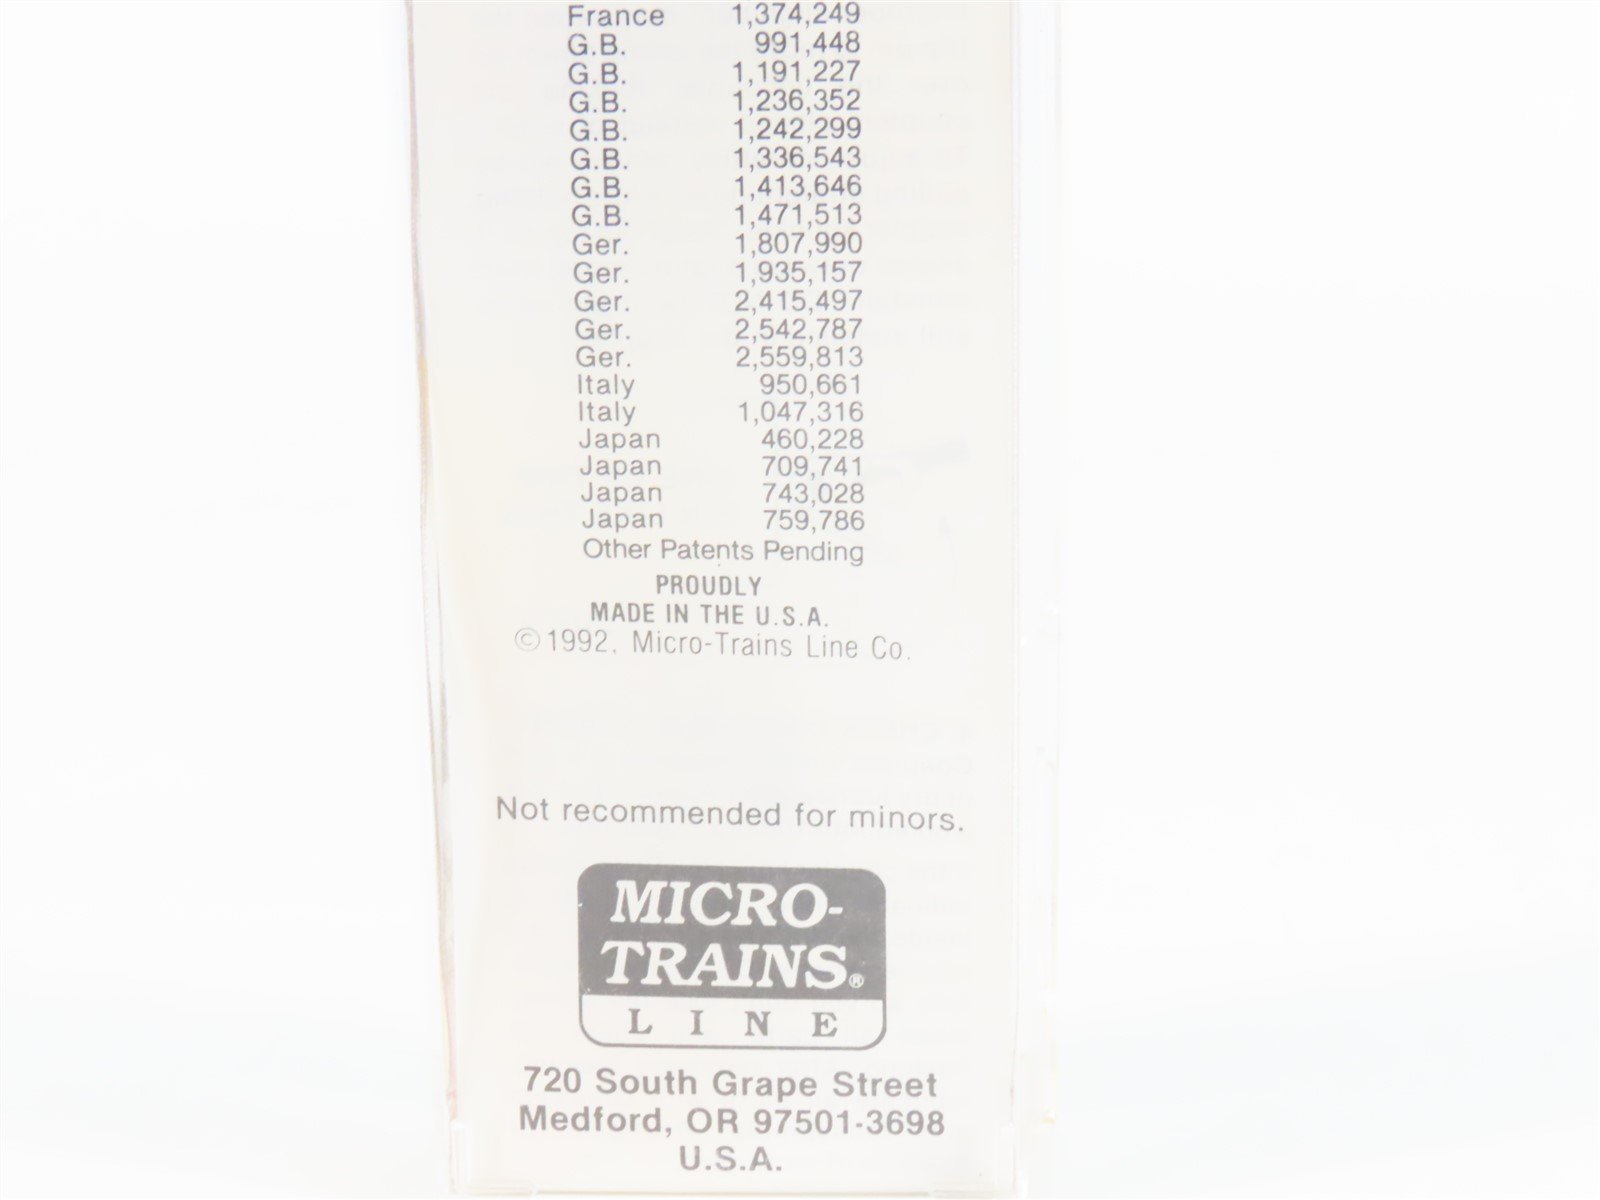 France 1,374,249
G.B. 991,448
G.B. 1,191,227
G.B. 1,236,352
G.B. 1,242,299
G.B. 1,336,543
G.B. 1,413,646
G.B. 1,471,513
Ger. 1,807,990
Ger. 1,935,157
Ger. 2,415,497
Ger. 2,542,787
Ger. 2,559,813
Italy 950,661
Italy 1,047,316
Japan 460,228
Japan 709,741
Japan 743,028
Japan 759,786
Other Patents Pending
PROUDLY
MADE IN THE U.S.A.
©1992, Micro-Trains Line Co.
Not recommended for minors.
MICRO-
TRAINS®
LINE
720 South Grape Street
Medford, OR 97501-3698
U.S.A.